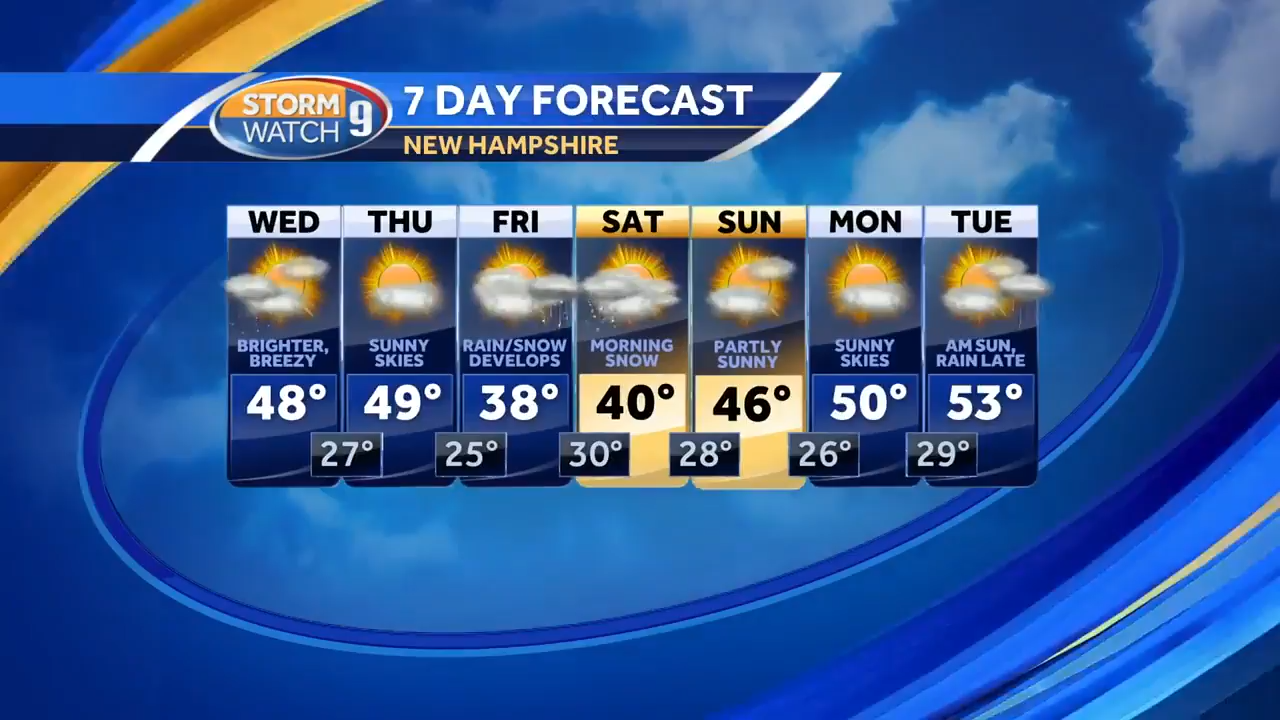 STORM
WATCH 9
7 DAY FORECAST
NEW HAMPSHIRE
WED THU FRI SAT SUN MON TUE
BRIGHTER, SUNNY RAIN/SNOW MORNING PARTLY SUNNY AM SUN,
BREEZY SKIES DEVELOPS SNOW SUNNY SKIES RAIN LATE
48° 49° 38° 40° 46° 50° 53°
27° 25° 30° 28° 26° 29°